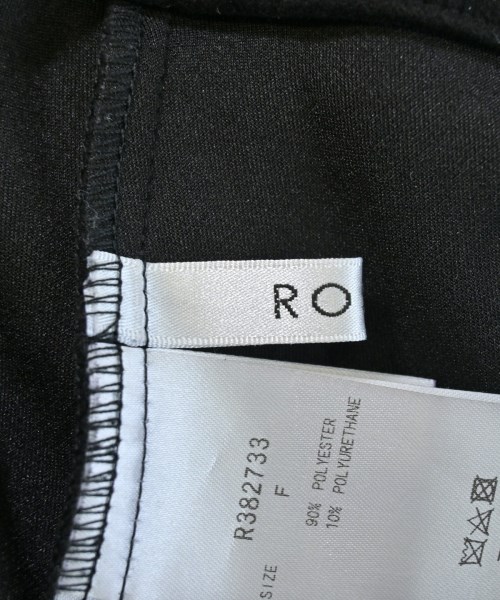 RO
R382733
SIZE F
90% POLYESTER
10% POLYURETHANE